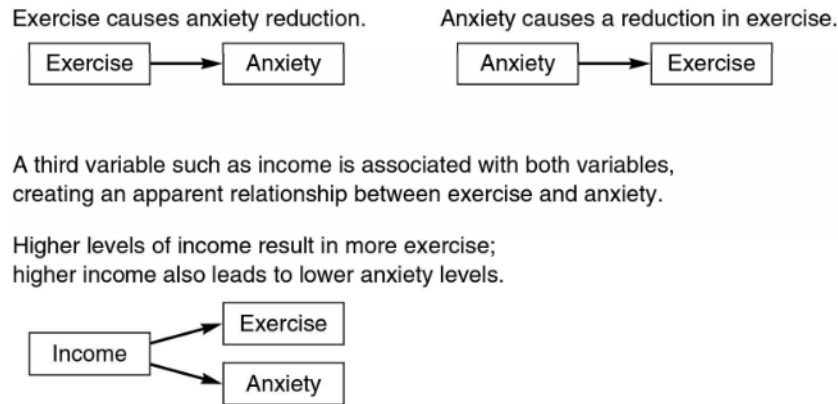 Exercise causes anxiety reduction.
Exercise
Anxiety
Anxiety causes a reduction in exercise.
Anxiety
Exercise
A third variable such as income is associated with both variables,
creating an apparent relationship between exercise and anxiety.
Higher levels of income result in more exercise;
higher income also leads to lower anxiety levels.
Income
Exercise
Anxiety